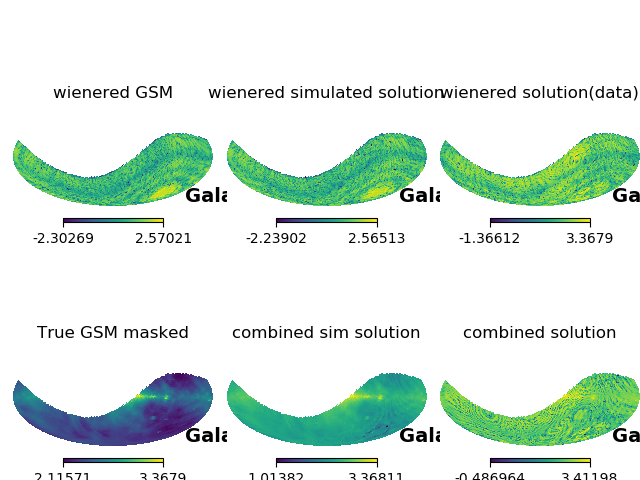 wienered GSM wienered simulated solution wienered solution(data)
Gala Gala Ga
-2.30269 2.57021 -2.23902 2.56513 -1.36612 3.3679
True GSM masked combined sim solution combined solution
Gala Gala Ga
2.11571 3.3679 1.01382 3.36811 -0.486964 3.41198